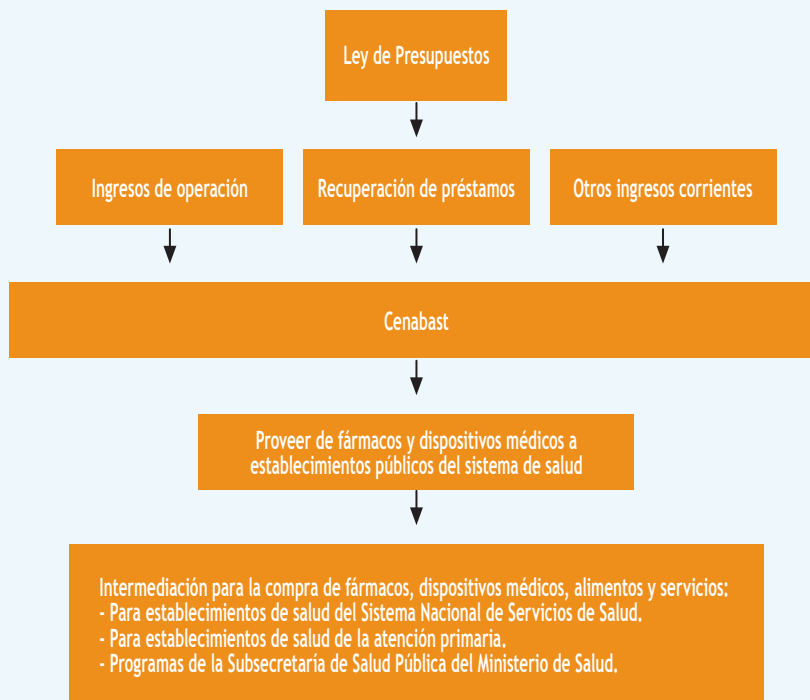 Ley de Presupuestos
Ingresos de operación
Recuperación de préstamos
Otros ingresos corrientes
Cenabast
Proveer de fármacos y dispositivos médicos a
establecimientos públicos del sistema de salud
Intermediación para la compra de fármacos, dispositivos médicos, alimentos y servicios:
- Para establecimientos de salud del Sistema Nacional de Servicios de Salud.
- Para establecimientos de salud de la atención primaria.
- Programas de la Subsecretaría de Salud Pública del Ministerio de Salud.